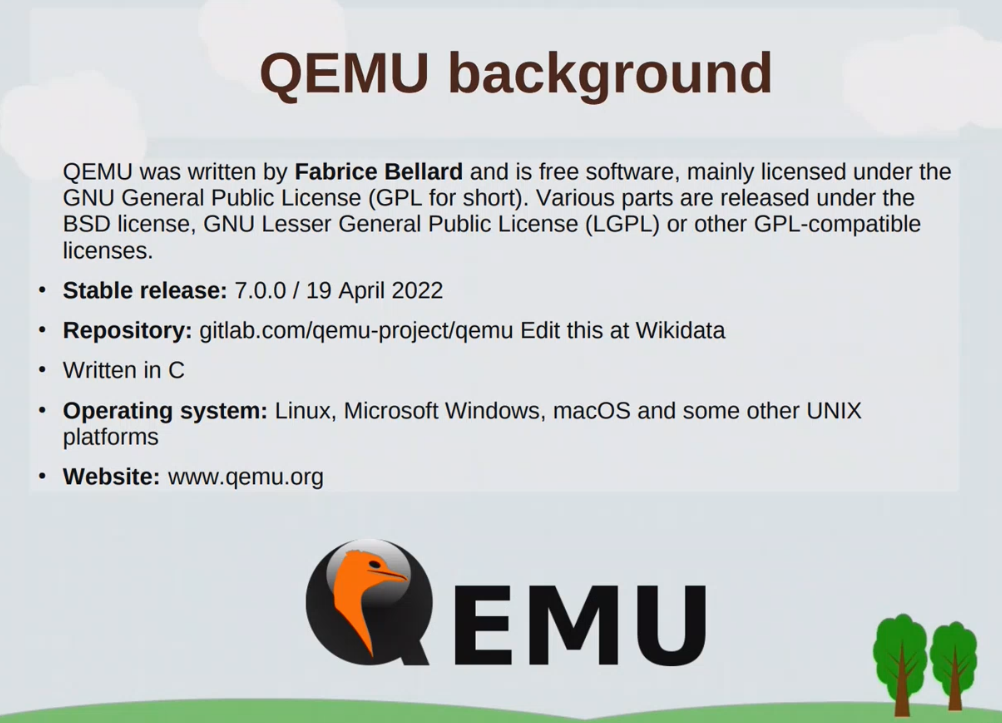 QEMU background
QEMU was written by Fabrice Bellard and is free software, mainly licensed under the
GNU General Public License (GPL for short). Various parts are released under the
BSD license, GNU Lesser General Public License (LGPL) or other GPL-compatible
licenses.
• Stable release: 7.0.0 / 19 April 2022
• Repository: gitlab.com/qemu-project/qemu Edit this at Wikidata
• Written in C
• Operating system: Linux, Microsoft Windows, macOS and some other UNIX
platforms
• Website: www.qemu.org
QEMU